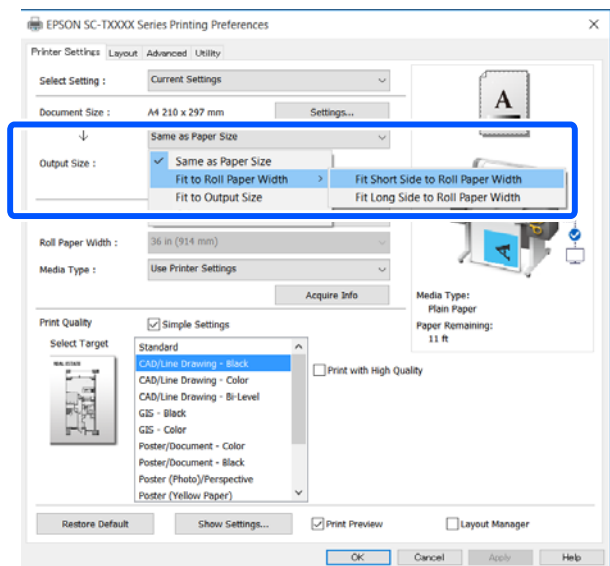 EPSON SC-TXXXX Series Printing Preferences
Printer Settings Layout Advanced Utility
Select Setting : Current Settings
Document Size : A4 210 x 297 mm Settings...
Same as Paper Size
Output Size :
Same as Paper Size
Fit to Roll Paper Width
Fit Short Side to Roll Paper Width
Fit to Output Size
Fit Long Side to Roll Paper Width
A
A
Roll Paper Width : 36 in (914 mm)
Media Type : Use Printer Settings
Acquire Info
Media Type:
Plain Paper
Paper Remaining:
11 ft
Print Quality Simple Settings
Select Target
Standard
CAD/Line Drawing - Black
CAD/Line Drawing - Color
CAD/Line Drawing - Bi-Level
GIS - Black
GIS - Color
Poster/Document - Color
Poster/Document - Black
Poster (Photo)/Perspective
Poster (Yellow Paper)
Print with High Quality
Restore Default Show Settings... Print Preview Layout Manager
OK Cancel Apply Help